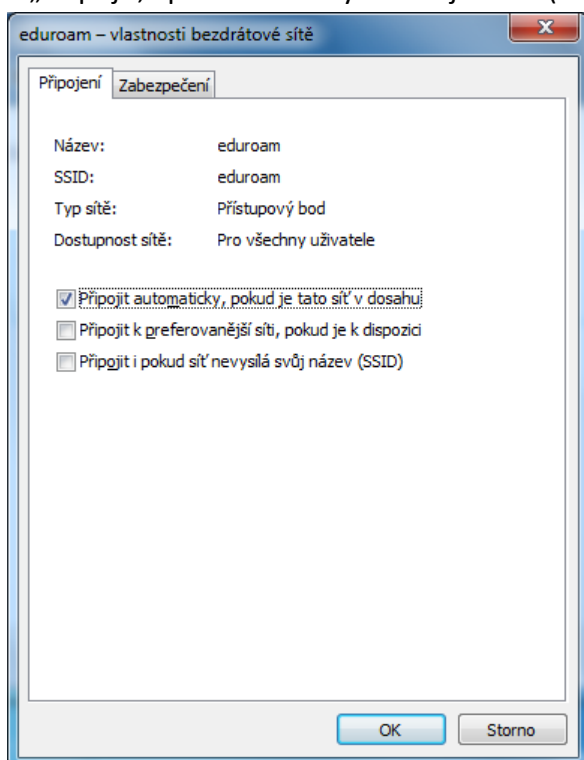 eduroam – vlastnosti bezdrátové sítě
Připojení Zabezpečení
Název: eduroam
SSID: eduroam
Typ sítě: Přístupový bod
Dostupnost sítě: Pro všechny uživatele
Připojit automaticky, pokud je tato síť v dosahu
Připojit k preferovanější síti, pokud je k dispozici
Připojit i pokud síť nevysílá svůj název (SSID)
OK Storno